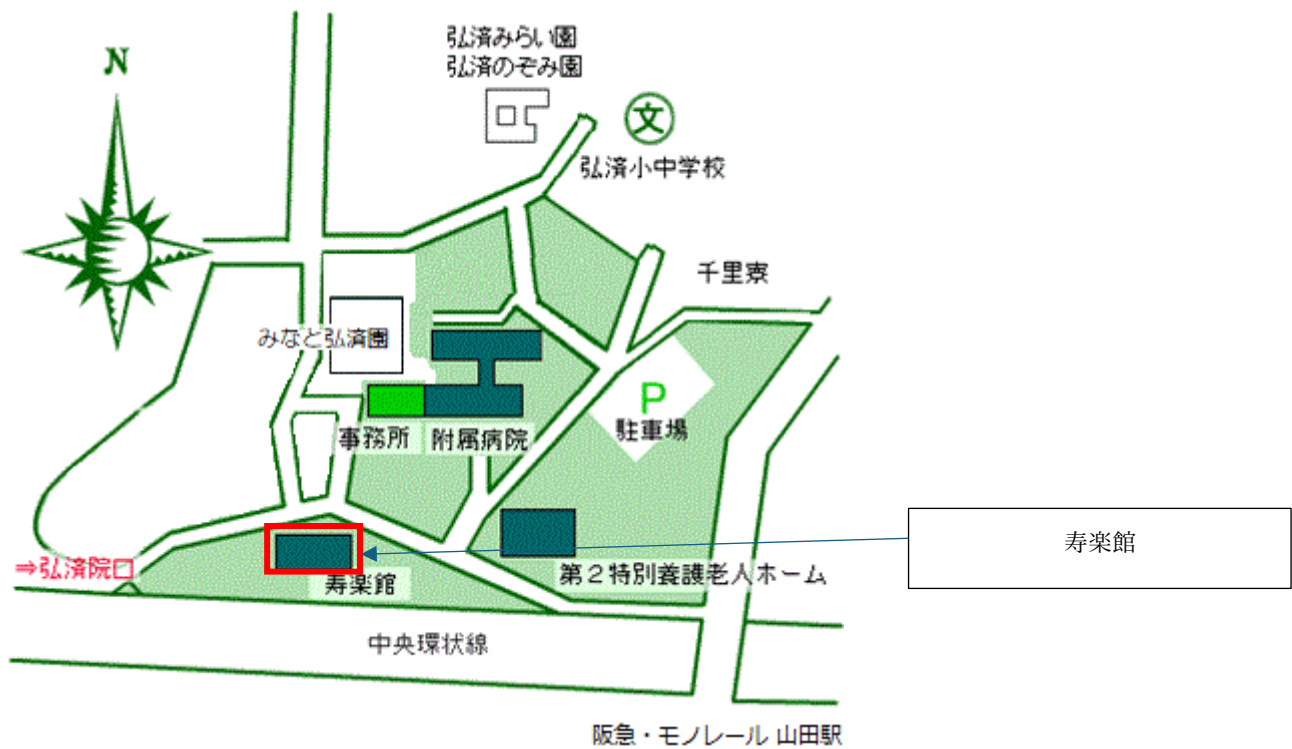 弘済みらい園
弘済のぞみ園
N
文
弘済小中学校
千里寮
みなと弘済園
P
駐車場
事務所
附属病院
寿楽館
⇒弘済院口
寿楽館
第2特別養護老人ホーム
中央環状線
阪急・モノレール 山田駅